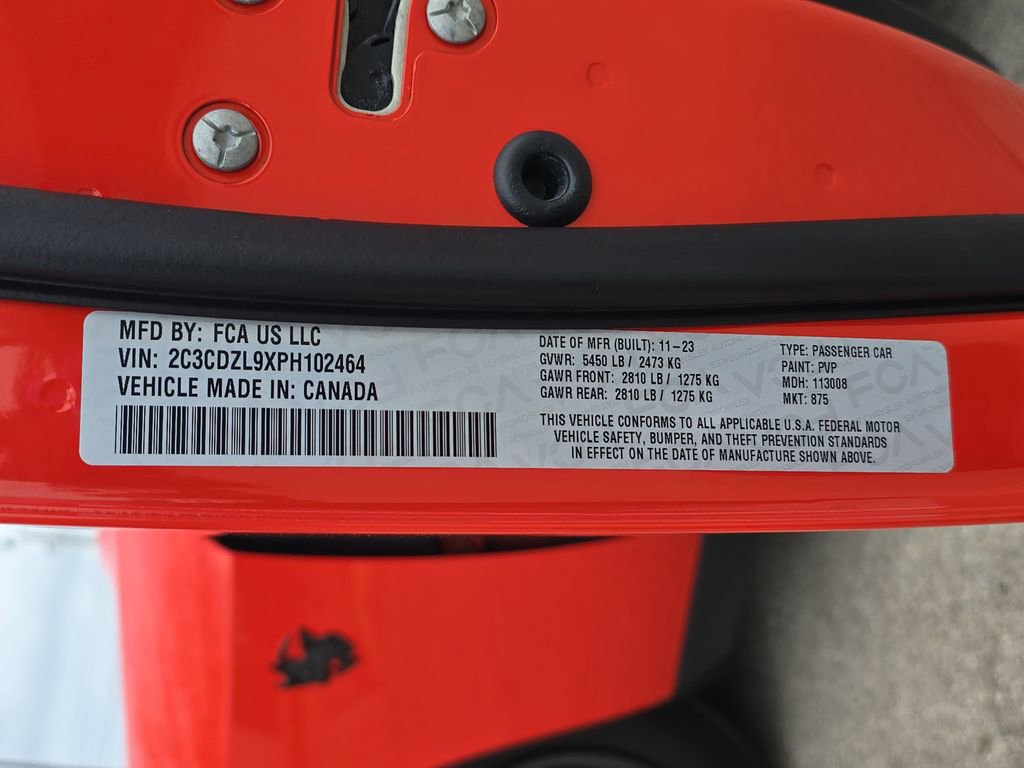 MFD BY: FCA US LLC
VIN: 2C3CDZL9XPH102464
VEHICLE MADE IN: CANADA
DATE OF MFR (BUILT): 11-23
GVWR: 5450 LB / 2473 KG
GAWR FRONT: 2810 LB / 1275 KG
GAWR REAR: 2810 LB / 1275 KG
TYPE: PASSENGER CAR
PAINT: PVP
MDH: 113008
MKT: 875
THIS VEHICLE CONFORMS TO ALL APPLICABLE U.S.A. FEDERAL MOTOR
VEHICLE SAFETY, BUMPER, AND THEFT PREVENTION STANDARDS
IN EFFECT ON THE DATE OF MANUFACTURE SHOWN ABOVE.